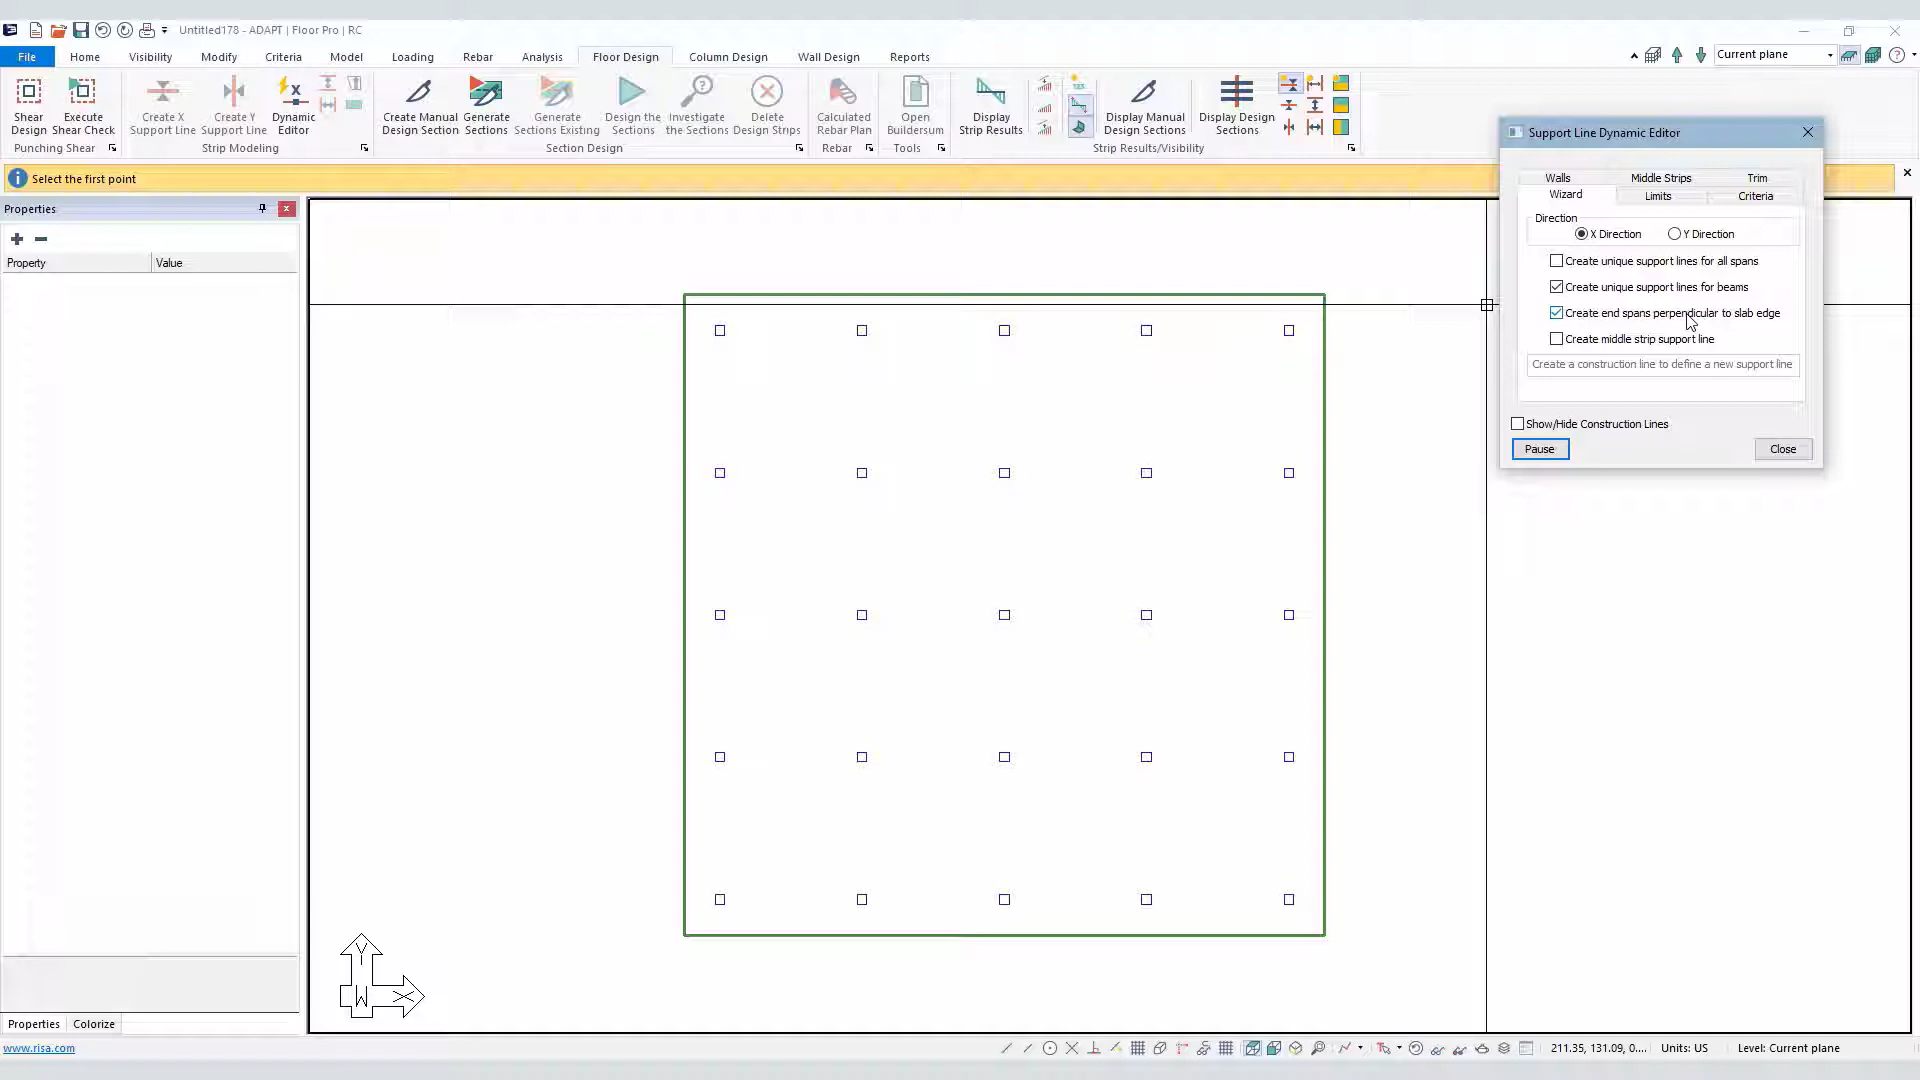 Untitled178 - ADAPT | Floor Pro | RC
File Home Visibility Modify Criteria Model Loading Rebar Analysis Floor Design Column Design Wall Design Reports
Current plane
Shear Design
Execute Shear Check
Punching Shear
Create X Support Line
Create Y Support Line
Dynamic Editor
Strip Modeling
Create Manual Design Section
Generate Sections
Generate Sections Existing
Design the Sections
Investigate the Sections
Delete Design Strips
Section Design
Calculated Rebar Plan
Rebar
Open Buildersum
Tools
Display Strip Results
Display Manual Design Sections
Display Design Sections
Strip Results/Visibility
Select the first point
Properties
Property Value
Support Line Dynamic Editor
Walls Middle Strips Trim
Wizard Limits Criteria
Direction
X Direction Y Direction
Create unique support lines for all spans
Create unique support lines for beams
Create end spans perpendicular to slab edge
Create middle strip support line
Create a construction line to define a new support line
Show/Hide Construction Lines
Pause Close
Y
W X
Properties Colorize
www.risa.com
211.35, 131.09, 0.... Units: US Level: Current plane